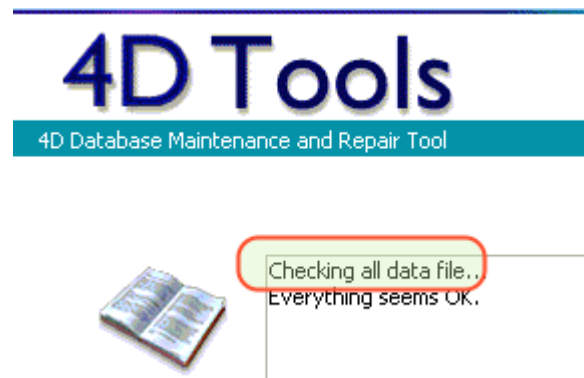 4D Tools
4D Database Maintenance and Repair Tool
Checking all data file..
Everything seems OK.